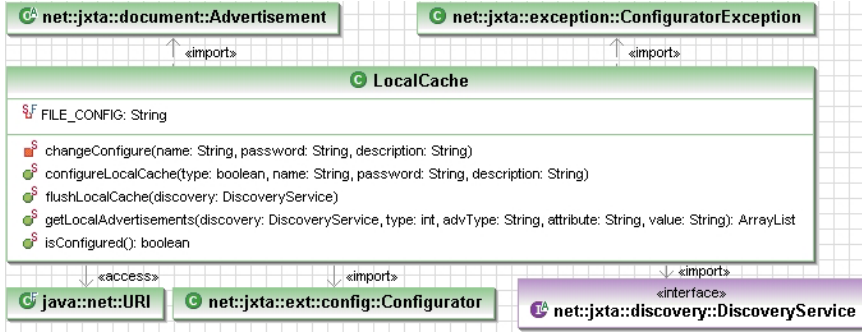 net::jxta::document::Advertisement
net::jxta::exception::ConfiguratorException
«import»
«import»
LocalCache
FILE_CONFIG: String
changeConfigure(name: String, password: String, description: String)
configureLocalCache(type: boolean, name: String, password: String, description: String)
flushLocalCache(discovery: DiscoveryService)
getLocalAdvertisements(discovery: DiscoveryService, type: int, advType: String, attribute: String, value: String): ArrayList
isConfigured(): boolean
«access»
«import»
«import»
java::net::URI
net::jxta::ext::config::Configurator
«interface»
net::jxta::discovery::DiscoveryService